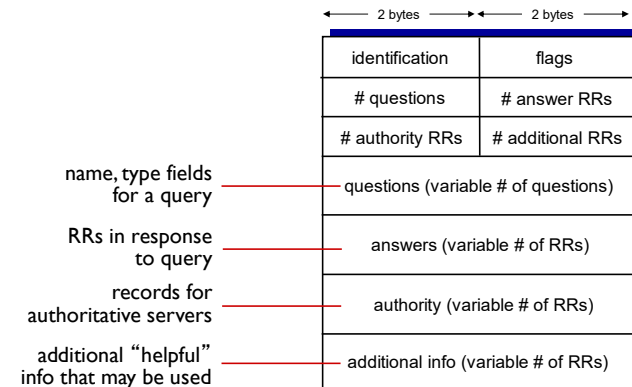 2 bytes 2 bytes
identification flags
# questions # answer RRs
# authority RRs # additional RRs
name, type fields
for a query
questions (variable # of questions)
RRs in response
to query
answers (variable # of RRs)
records for
authoritative servers
authority (variable # of RRs)
additional “helpful”
info that may be used
additional info (variable # of RRs)